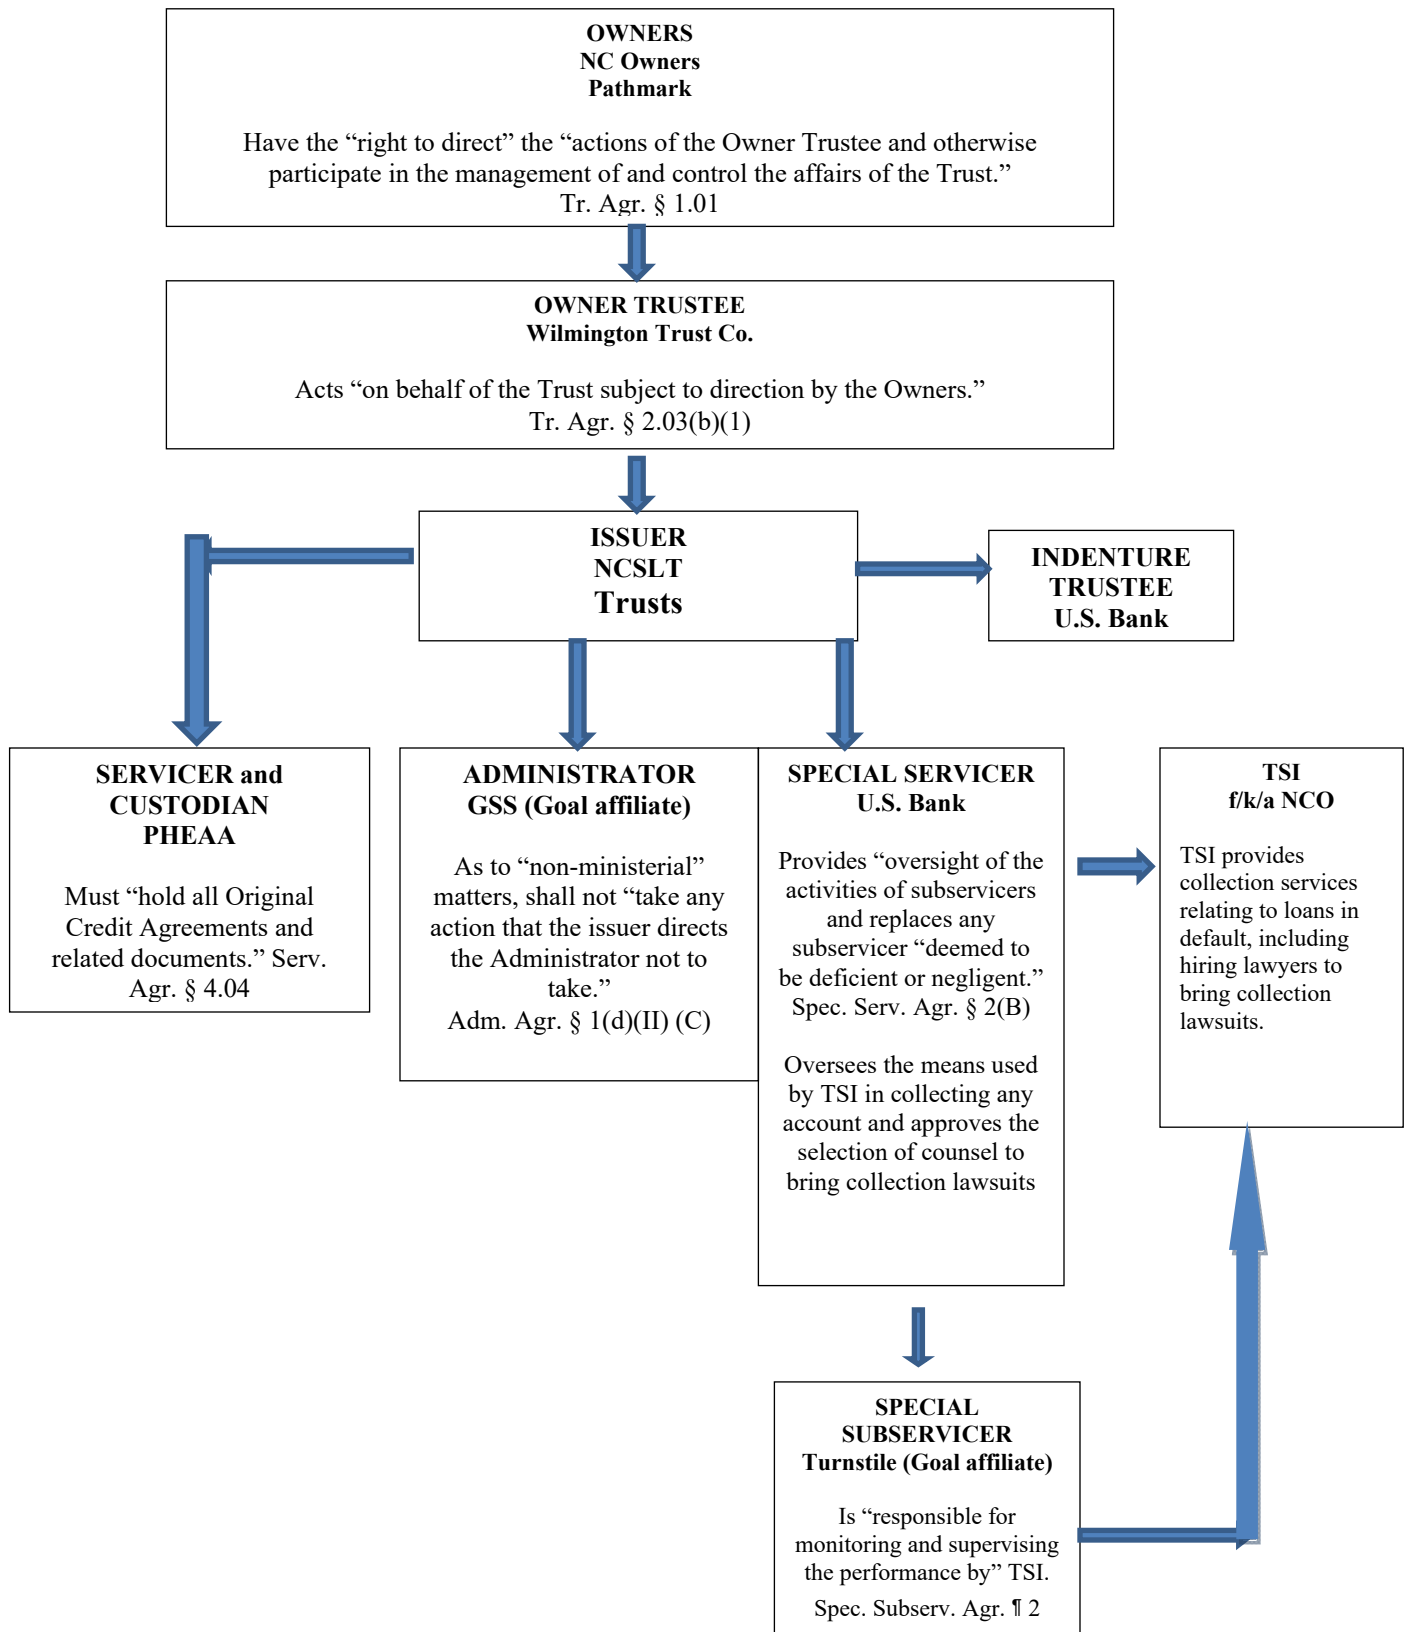 OWNERS
NC Owners
Pathmark
Have the “right to direct” the “actions of the Owner Trustee and otherwise
participate in the management of and control the affairs of the Trust.”
Tr. Agr. § 1.01
OWNER TRUSTEE
Wilmington Trust Co.
Acts “on behalf of the Trust subject to direction by the Owners.”
Tr. Agr. § 2.03(b)(1)
ISSUER
NCSLT
Trusts
INDENTURE
TRUSTEE
U.S. Bank
SERVICER and
CUSTODIAN
PHEAA
Must “hold all Original
Credit Agreements and
related documents.” Serv.
Agr. § 4.04
ADMINISTRATOR
GSS (Goal affiliate)
As to “non-ministerial”
matters, shall not “take any
action that the issuer directs
the Administrator not to
take.”
Adm. Agr. § 1(d)(II) (C)
SPECIAL SERVICER
U.S. Bank
Provides “oversight of the
activities of subservicers
and replaces any
subservicer “deemed to
be deficient or negligent.”
Spec. Serv. Agr. § 2(B)
Oversees the means used
by TSI in collecting any
account and approves the
selection of counsel to
bring collection lawsuits
TSI
f/k/a NCO
TSI provides
collection services
relating to loans in
default, including
hiring lawyers to
bring collection
lawsuits.
SPECIAL
SUBSERVICER
Turnstile (Goal affiliate)
Is “responsible for
monitoring and supervising
the performance by” TSI.
Spec. Subserv. Agr. ¶ 2